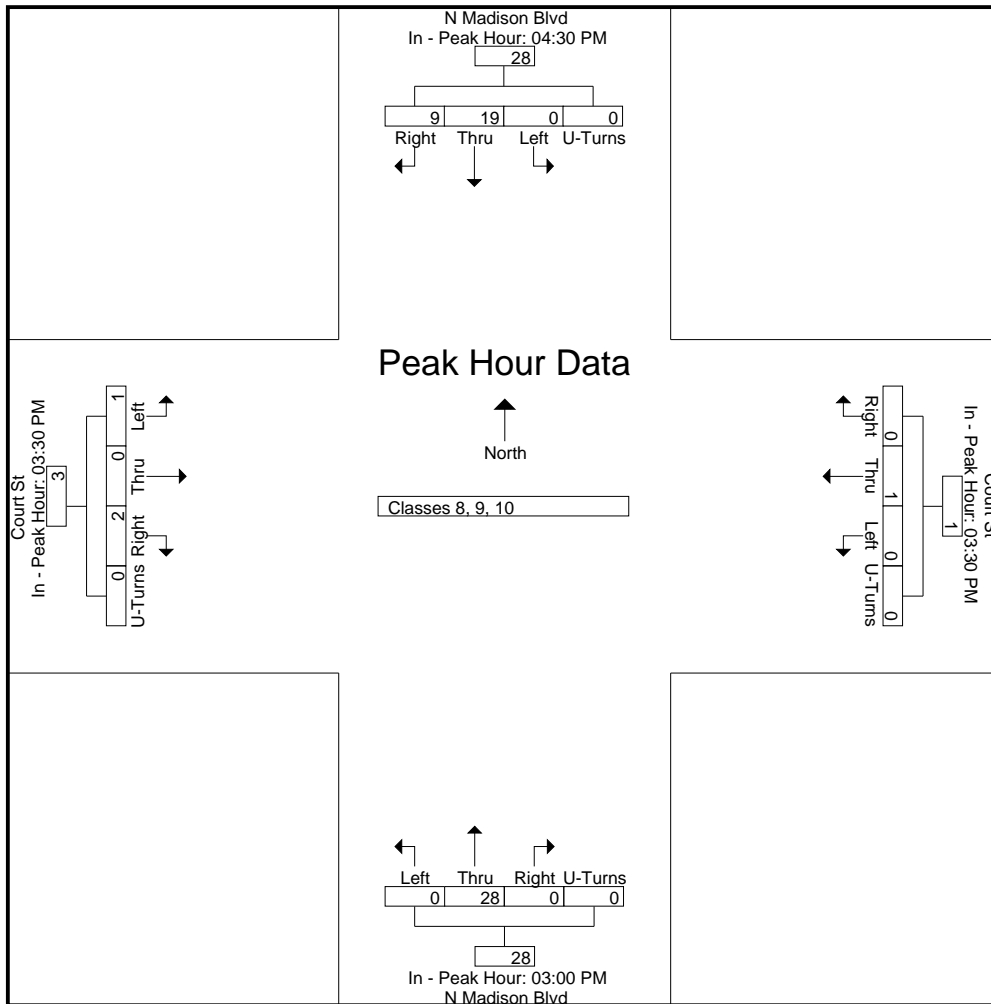 N Madison Blvd
In - Peak Hour: 04:30 PM
28
9 19 0 0
Right Thru Left U-Turns
Peak Hour Data
North
Classes 8, 9, 10
Court St
In - Peak Hour: 03:30 PM
3
1 0 2 0
Left Thru Right U-Turns
Court St
In - Peak Hour: 03:30 PM
1
0 1 0 0
Right Thru Left U-Turns
Left Thru Right U-Turns
0 28 0 0
28
In - Peak Hour: 03:00 PM
N Madison Blvd